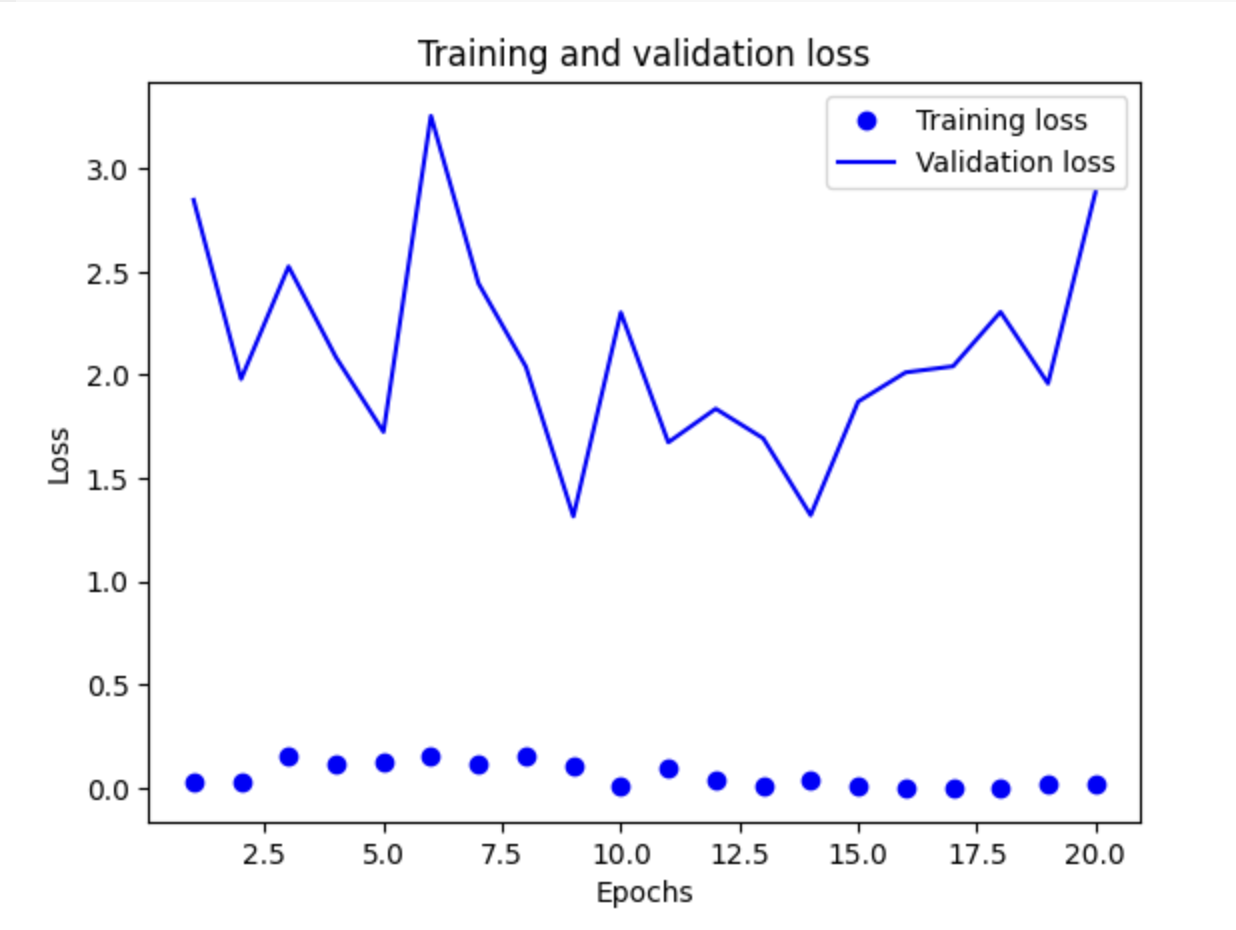 Training and validation loss
Training loss
Validation loss
3.0
2.5
2.0
1.5
1.0
0.5
0.0
Loss
2.5 5.0 7.5 10.0 12.5 15.0 17.5 20.0
Epochs